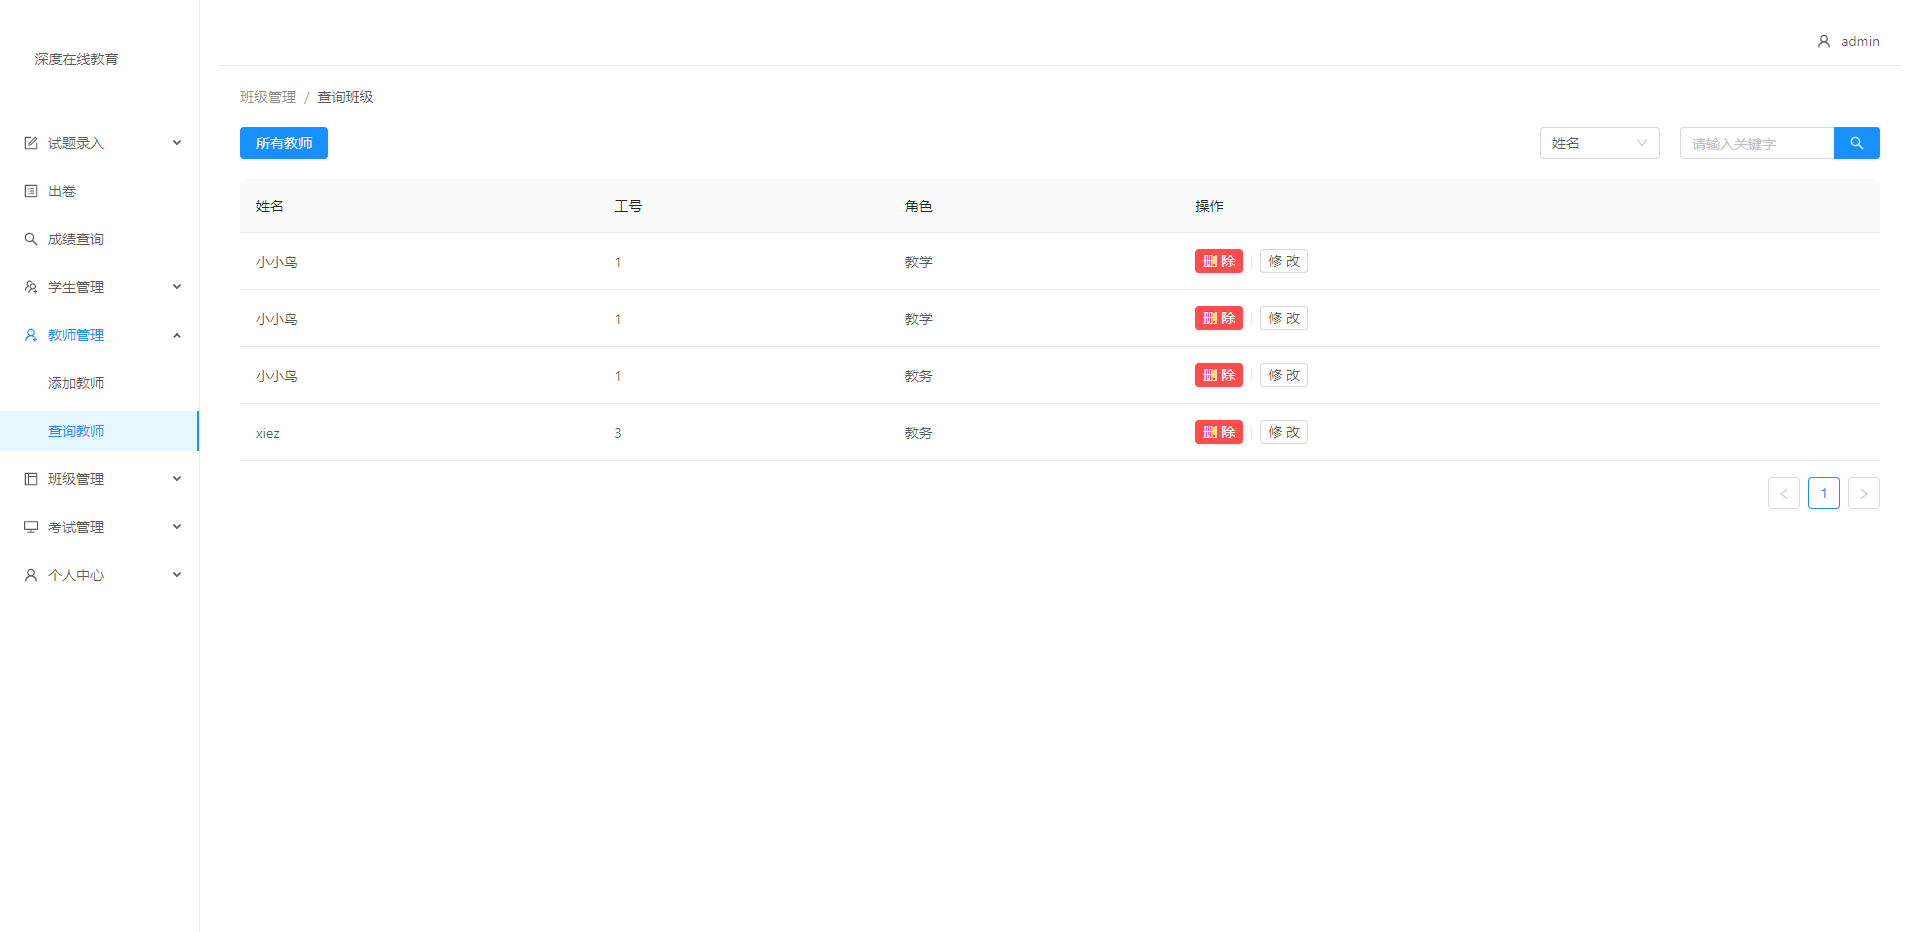 深度在线教育
试题录入
出卷
成绩查询
学生管理
教师管理
添加教师
查询教师
班级管理
考试管理
个人中心
admin
班级管理 / 查询班级
所有教师 姓名 请输入关键字
姓名 工号 角色 操作
小小鸟 1 教学 删 除 修 改
小小鸟 1 教学 删 除 修 改
小小鸟 1 教务 删 除 修 改
xiez 3 教务 删 除 修 改
< 1 >